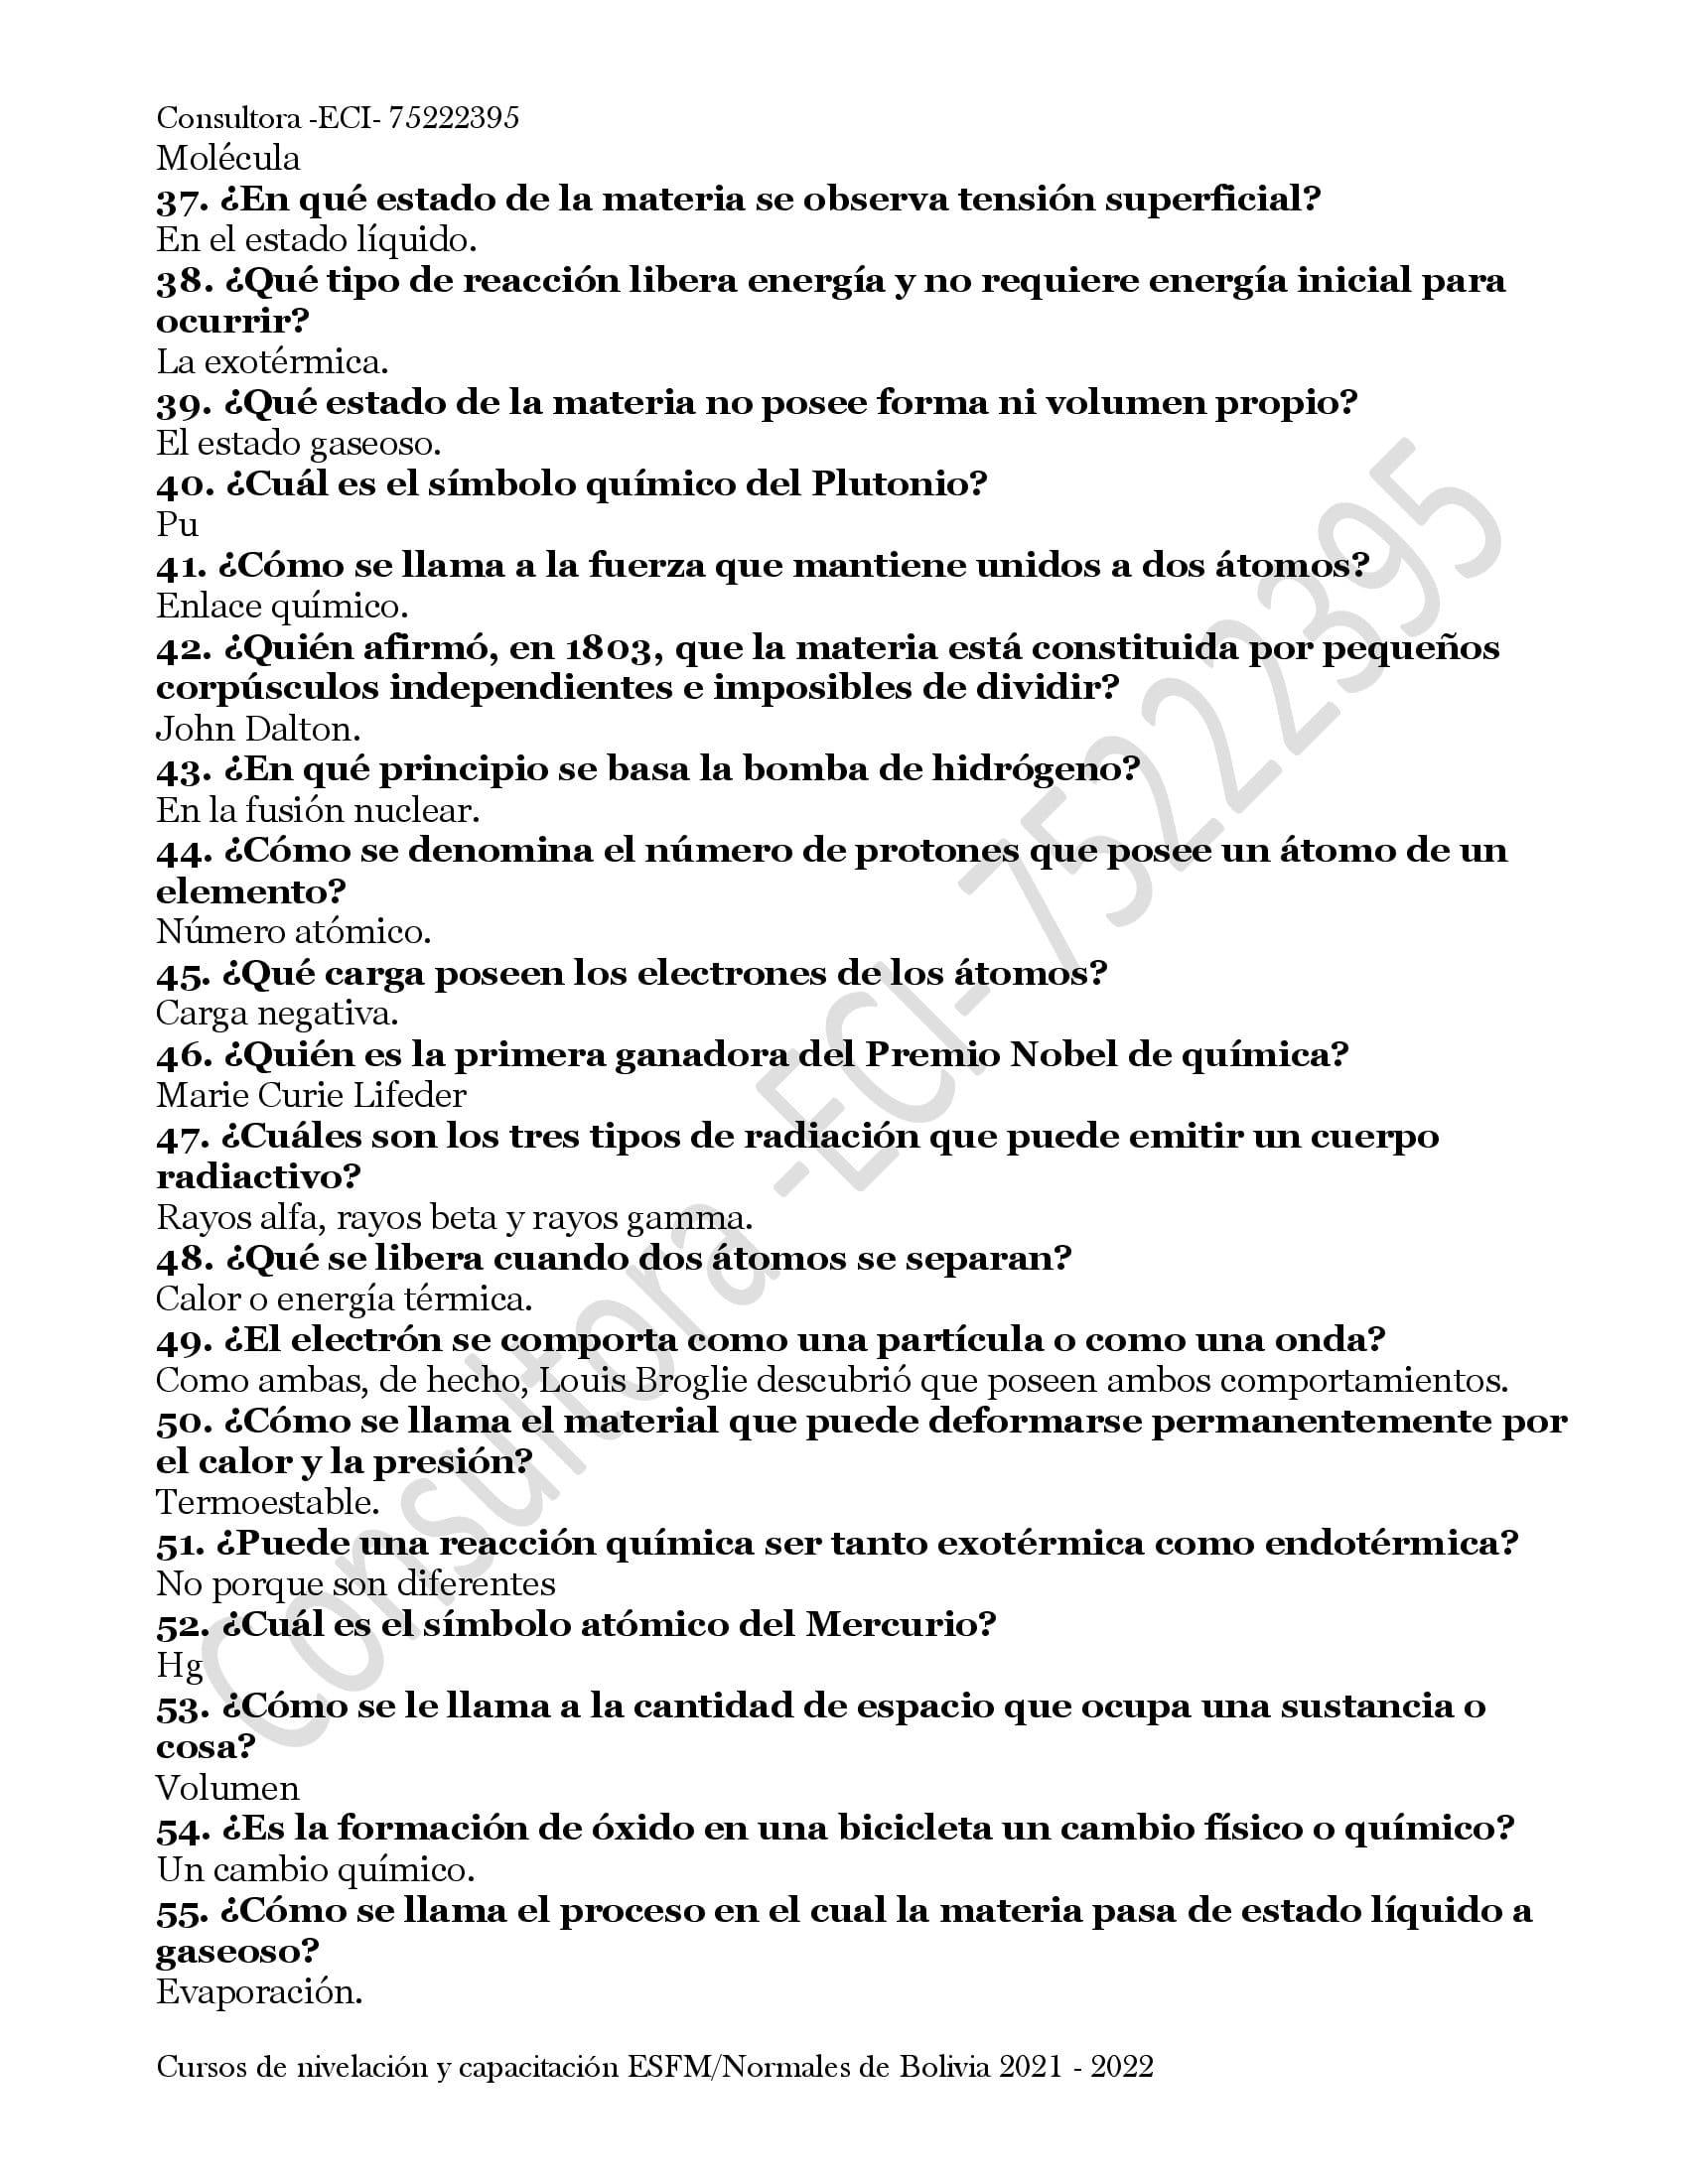 Consultora -ECI- 75222395
Molécula
37. ¿En qué estado de la materia se observa tensión superficial?
En el estado líquido.
38. ¿Qué tipo de reacción libera energía y no requiere energía inicial para
ocurrir?
La exotérmica.
39. ¿Qué estado de la materia no posee forma ni volumen propio?
El estado gaseoso.
40. ¿Cuál es el símbolo químico del Plutonio?
Pu
41. ¿Cómo se llama a la fuerza que mantiene unidos a dos átomos?
Enlace químico.
42. ¿Quién afirmó, en 1803, que la materia está constituida por pequeños
corpúsculos independientes e imposibles de dividir?
John Dalton.
43. ¿En qué principio se basa la bomba de hidrógeno?
En la fusión nuclear.
44. ¿Cómo se denomina el número de protones que posee un átomo de un
elemento?
Número atómico.
45. ¿Qué carga poseen los electrones de los átomos?
Carga negativa.
46. ¿Quién es la primera ganadora del Premio Nobel de química?
Marie Curie Lifeder
47. ¿Cuáles son los tres tipos de radiación que puede emitir un cuerpo
radiactivo?
Rayos alfa, rayos beta y rayos gamma.
48. ¿Qué se libera cuando dos átomos se separan?
Calor o energía térmica.
49. ¿El electrón se comporta como una partícula o como una onda?
Como ambas, de hecho, Louis Broglie descubrió que poseen ambos comportamientos.
50. ¿Cómo se llama el material que puede deformarse permanentemente por
el calor y la presión?
Termoestable.
51. ¿Puede una reacción química ser tanto exotérmica como endotérmica?
No porque son diferentes
52. ¿Cuál es el símbolo atómico del Mercurio?
Hg
53. ¿Cómo se le llama a la cantidad de espacio que ocupa una sustancia o
cosa?
Volumen
54. ¿Es la formación de óxido en una bicicleta un cambio físico o químico?
Un cambio químico.
55. ¿Cómo se llama el proceso en el cual la materia pasa de estado líquido a
gaseoso?
Evaporación.
Cursos de nivelación y capacitación ESFM/Normales de Bolivia 2021 - 2022
Consultora -ECI- 75222395